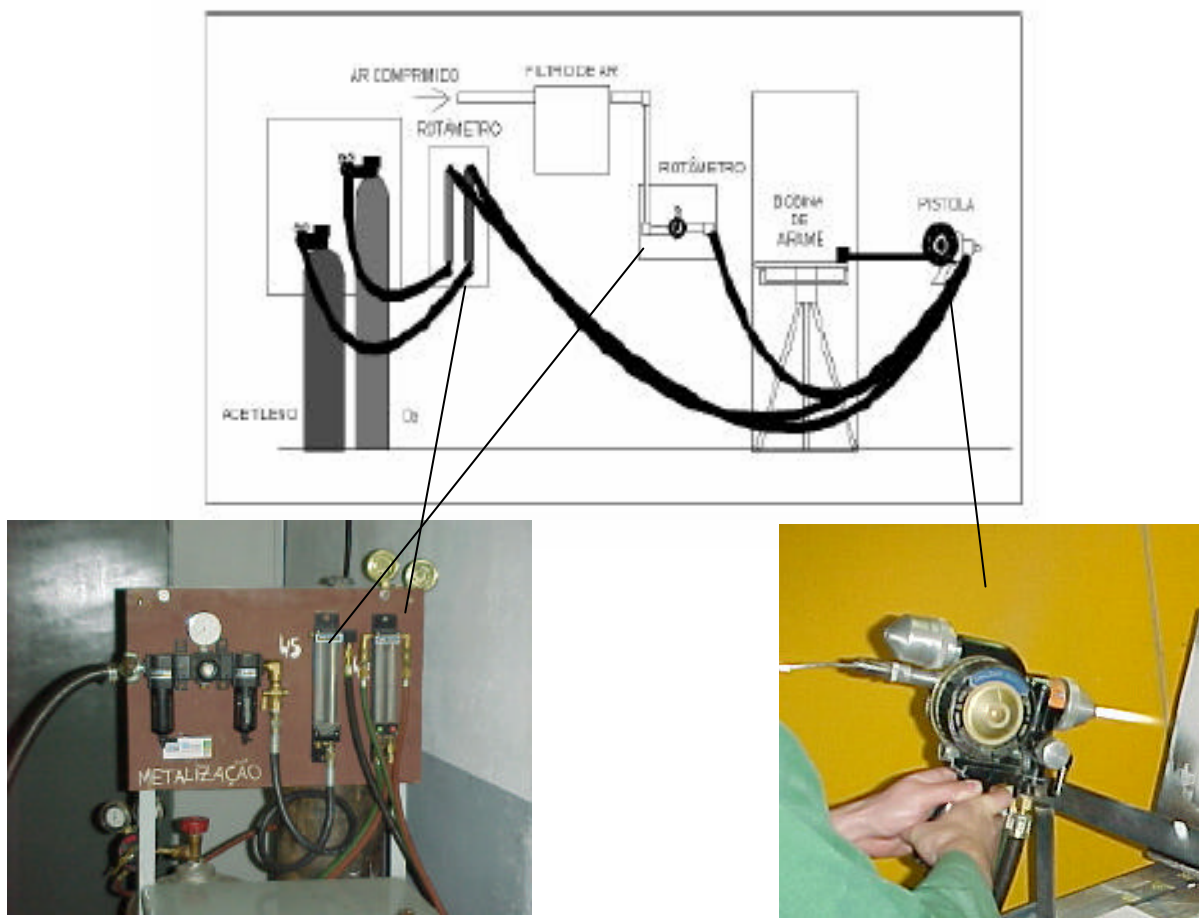 AR COMPRIMIDO
FILTRO DE AR
ROTÂMETRO
ROTÂMETRO
BOBINA
DE
ARAME
PISTOLA
ACETILENO
O2
45
METALIZAÇÃO